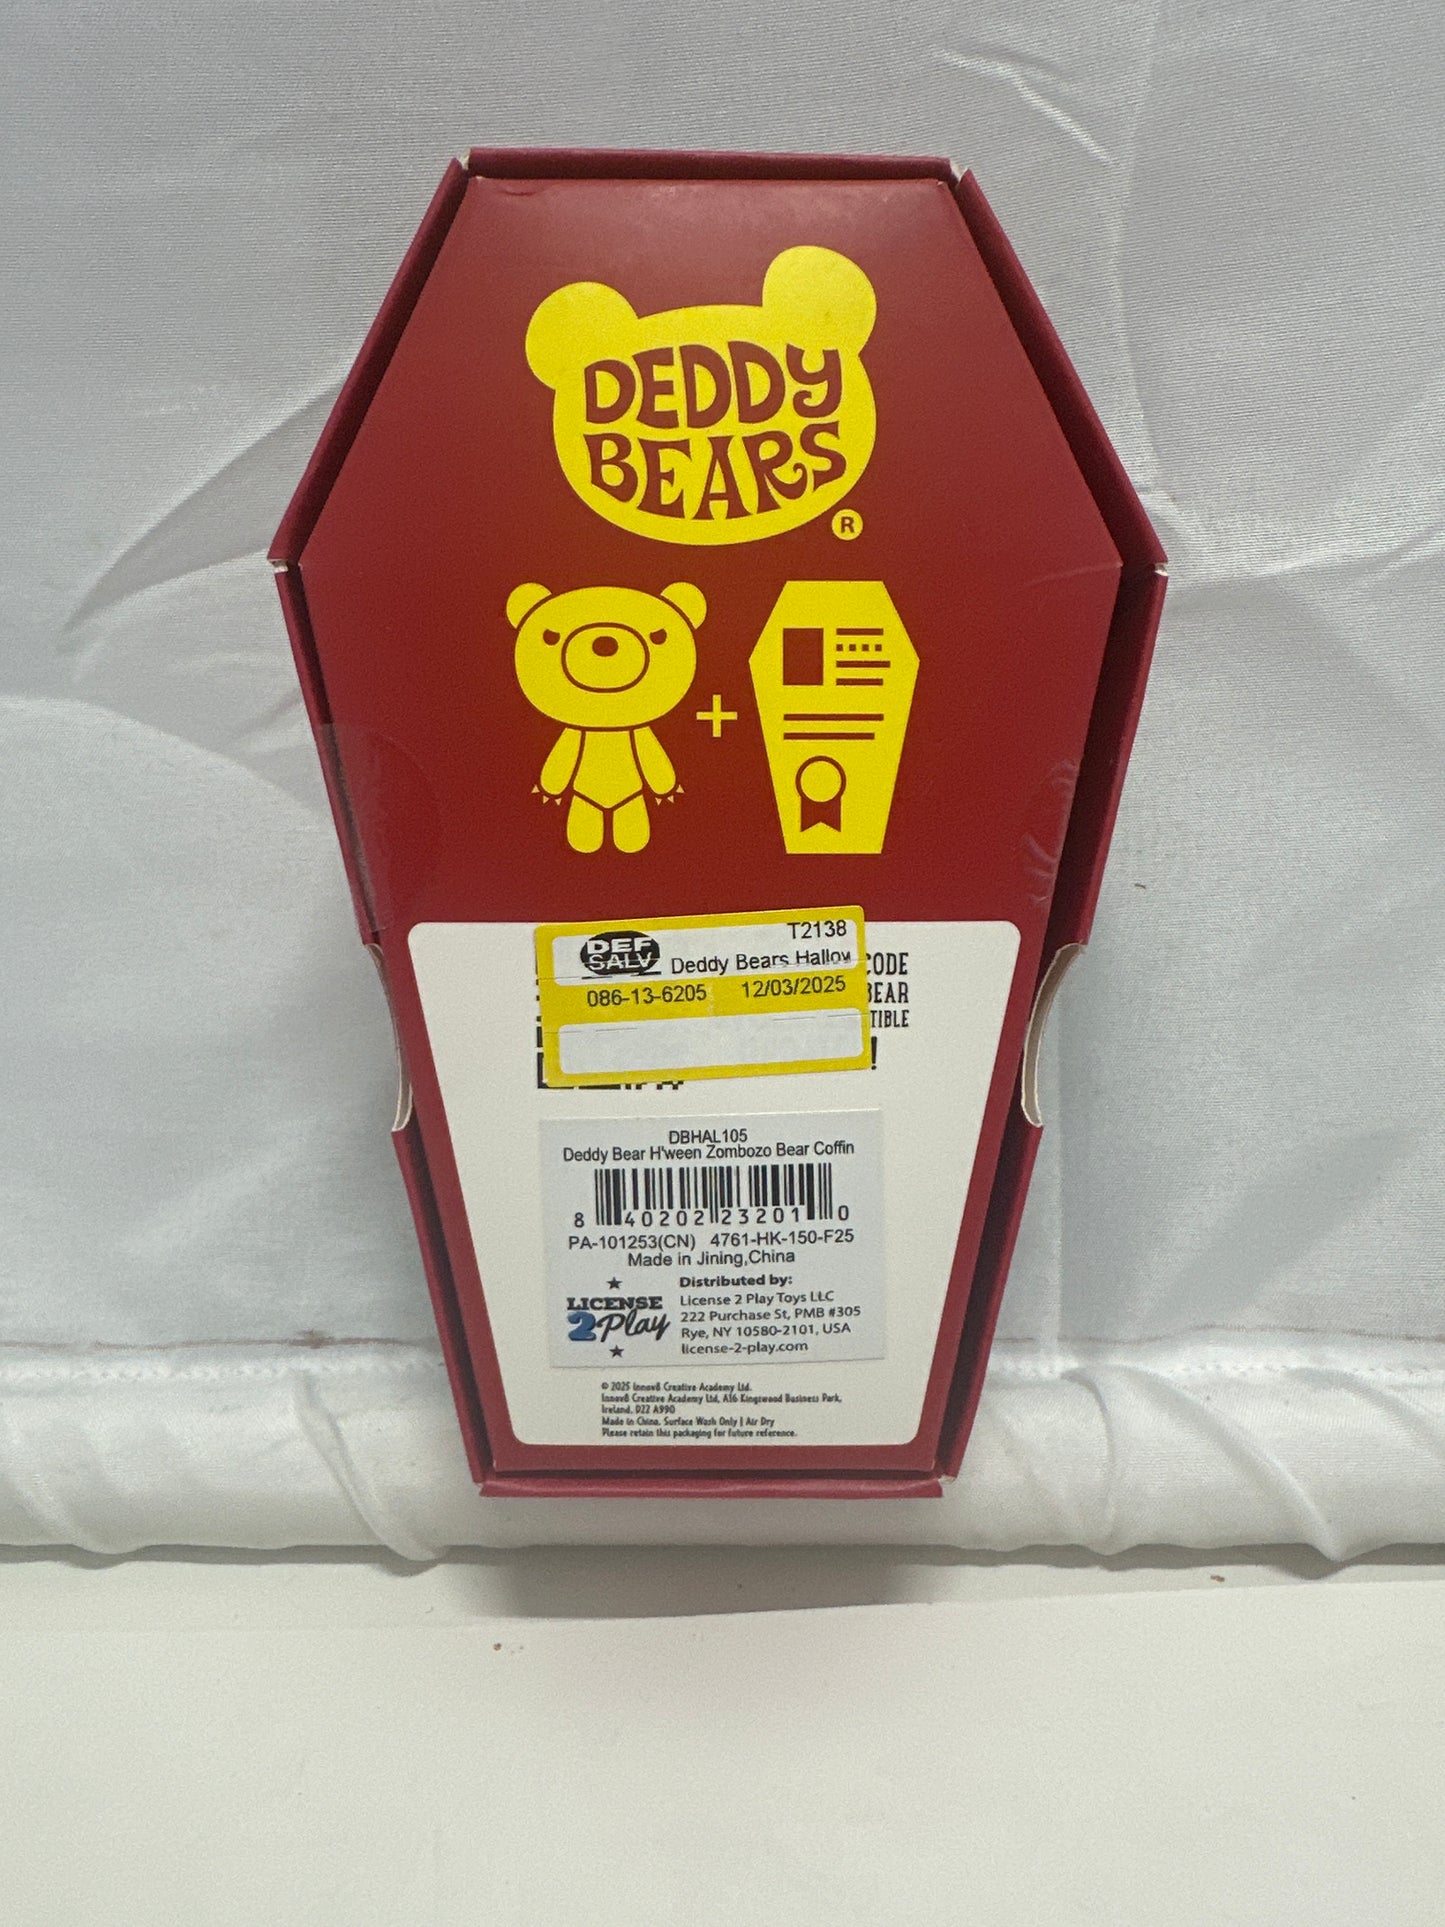 DEDDY
BEARS
®
+
T2138
DEF
SALV
Deddy Bears Hallow
086-13-6205 12/03/2025
CODE
BEAR
TIBLE
!
DBHAL105
Deddy Bear H'ween Zombozo Bear Coffin
8 40202 23201 0
PA-101253(CN) 4761-HK-150-F25
Made in Jining,China
LICENSE
2Play
Distributed by:
License 2 Play Toys LLC
222 Purchase St, PMB #305
Rye, NY 10580-2101, USA
license-2-play.com
© 2025 Innov8 Creative Academy Ltd.
Innov8 Creative Academy Ltd, A16 Kingswood Business Park,
Ireland, D22 A990
Made in China. Surface Wash Only | Air Dry
Please retain this packaging for future reference.